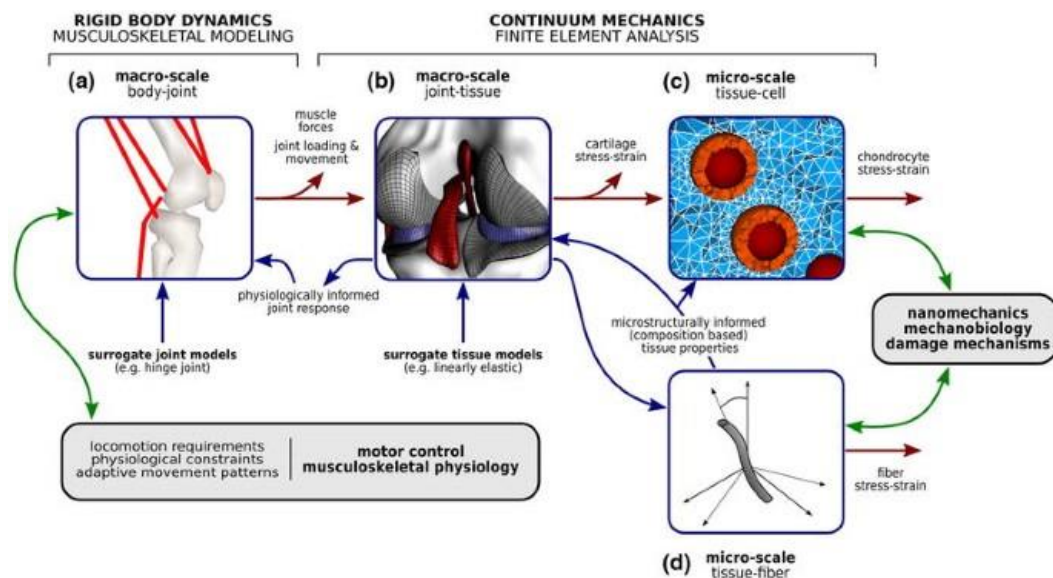 RIGID BODY DYNAMICS
MUSCULOSKELETAL MODELING
CONTINUUM MECHANICS
FINITE ELEMENT ANALYSIS
(a) macro-scale
body-joint
(b) macro-scale
joint-tissue
(c) micro-scale
tissue-cell
muscle
forces
joint loading &
movement
cartilage
stress-strain
chondrocyte
stress-strain
physiologically informed
joint response
surrogate joint models
(e.g. hinge joint)
surrogate tissue models
(e.g. linearly elastic)
microstructurally informed
(composition based)
tissue properties
nanomechanics
mechanobiology
damage mechanisms
locomotion requirements
physiological constraints
adaptive movement patterns
motor control
musculoskeletal physiology
fiber
stress-strain
(d) micro-scale
tissue-fiber